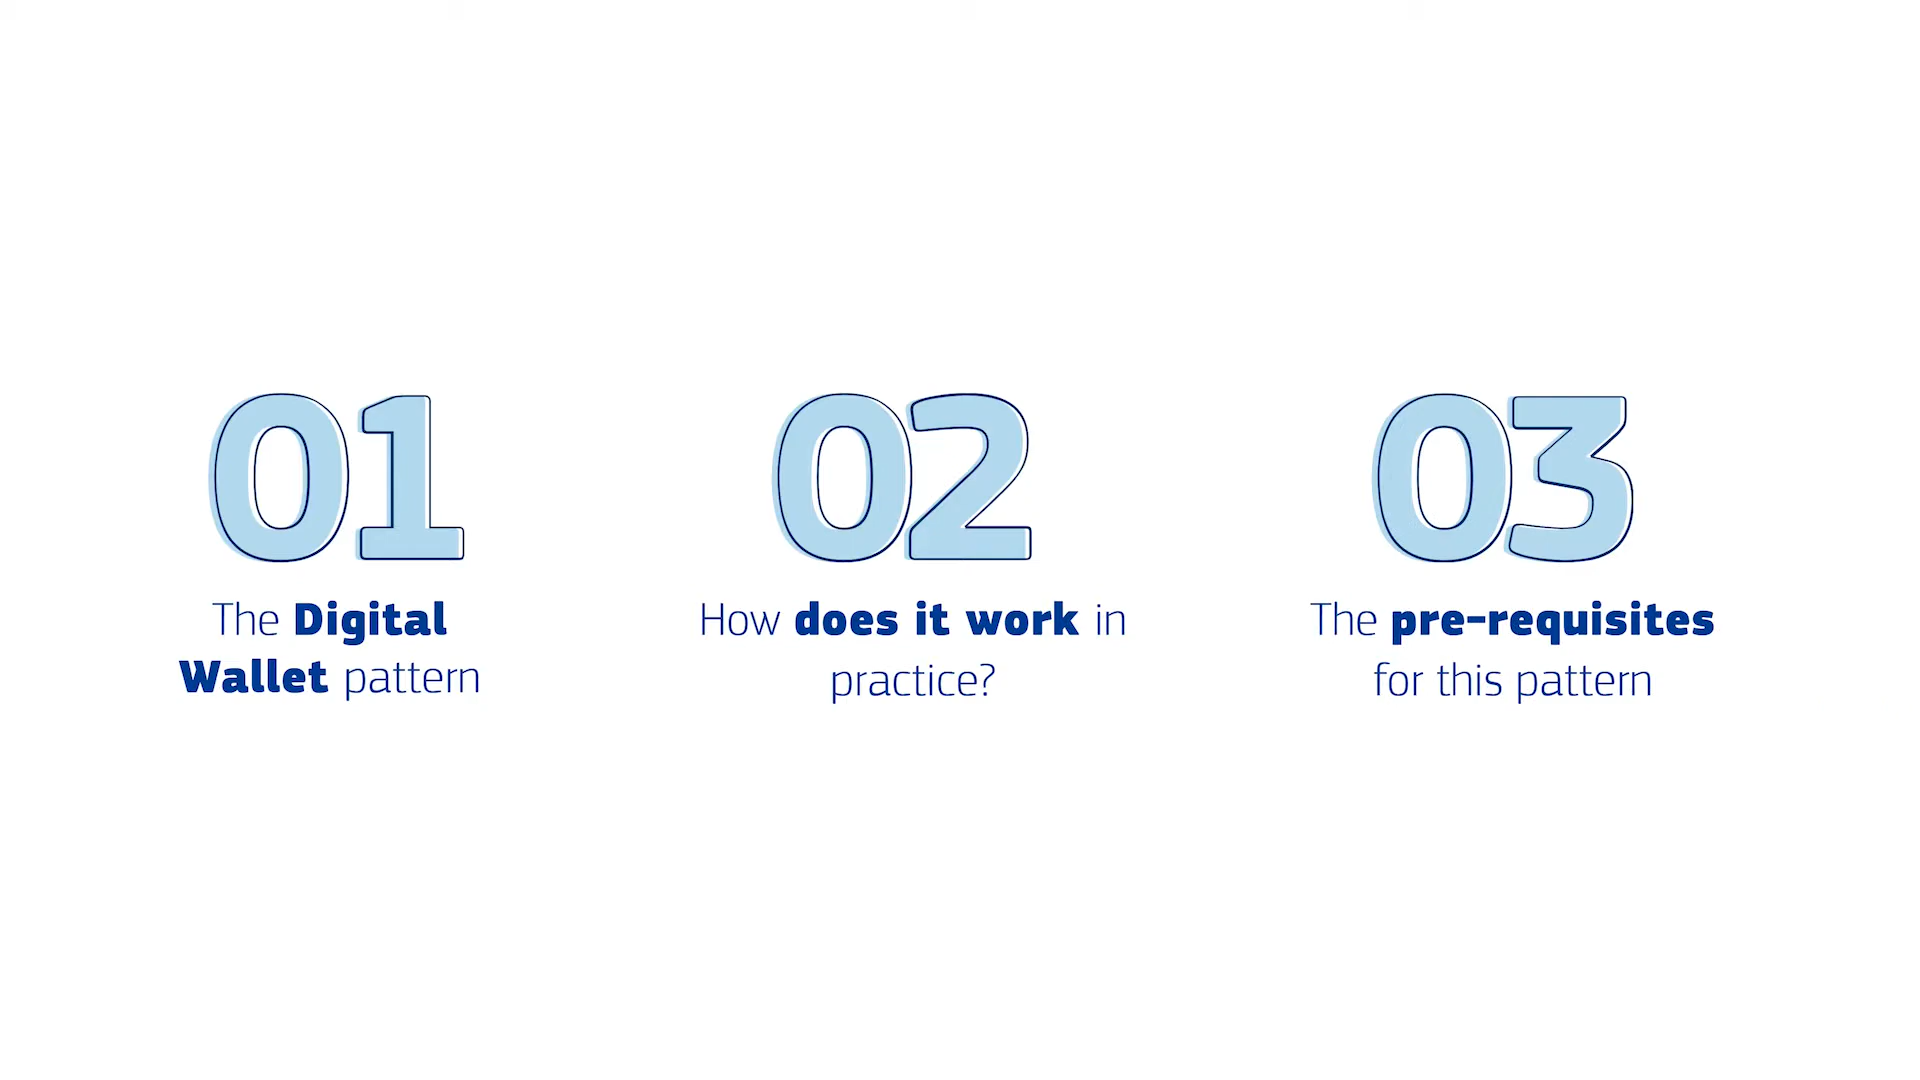 01
The Digital
Wallet pattern
02
How does it work in
practice?
03
The pre-requisites
for this pattern